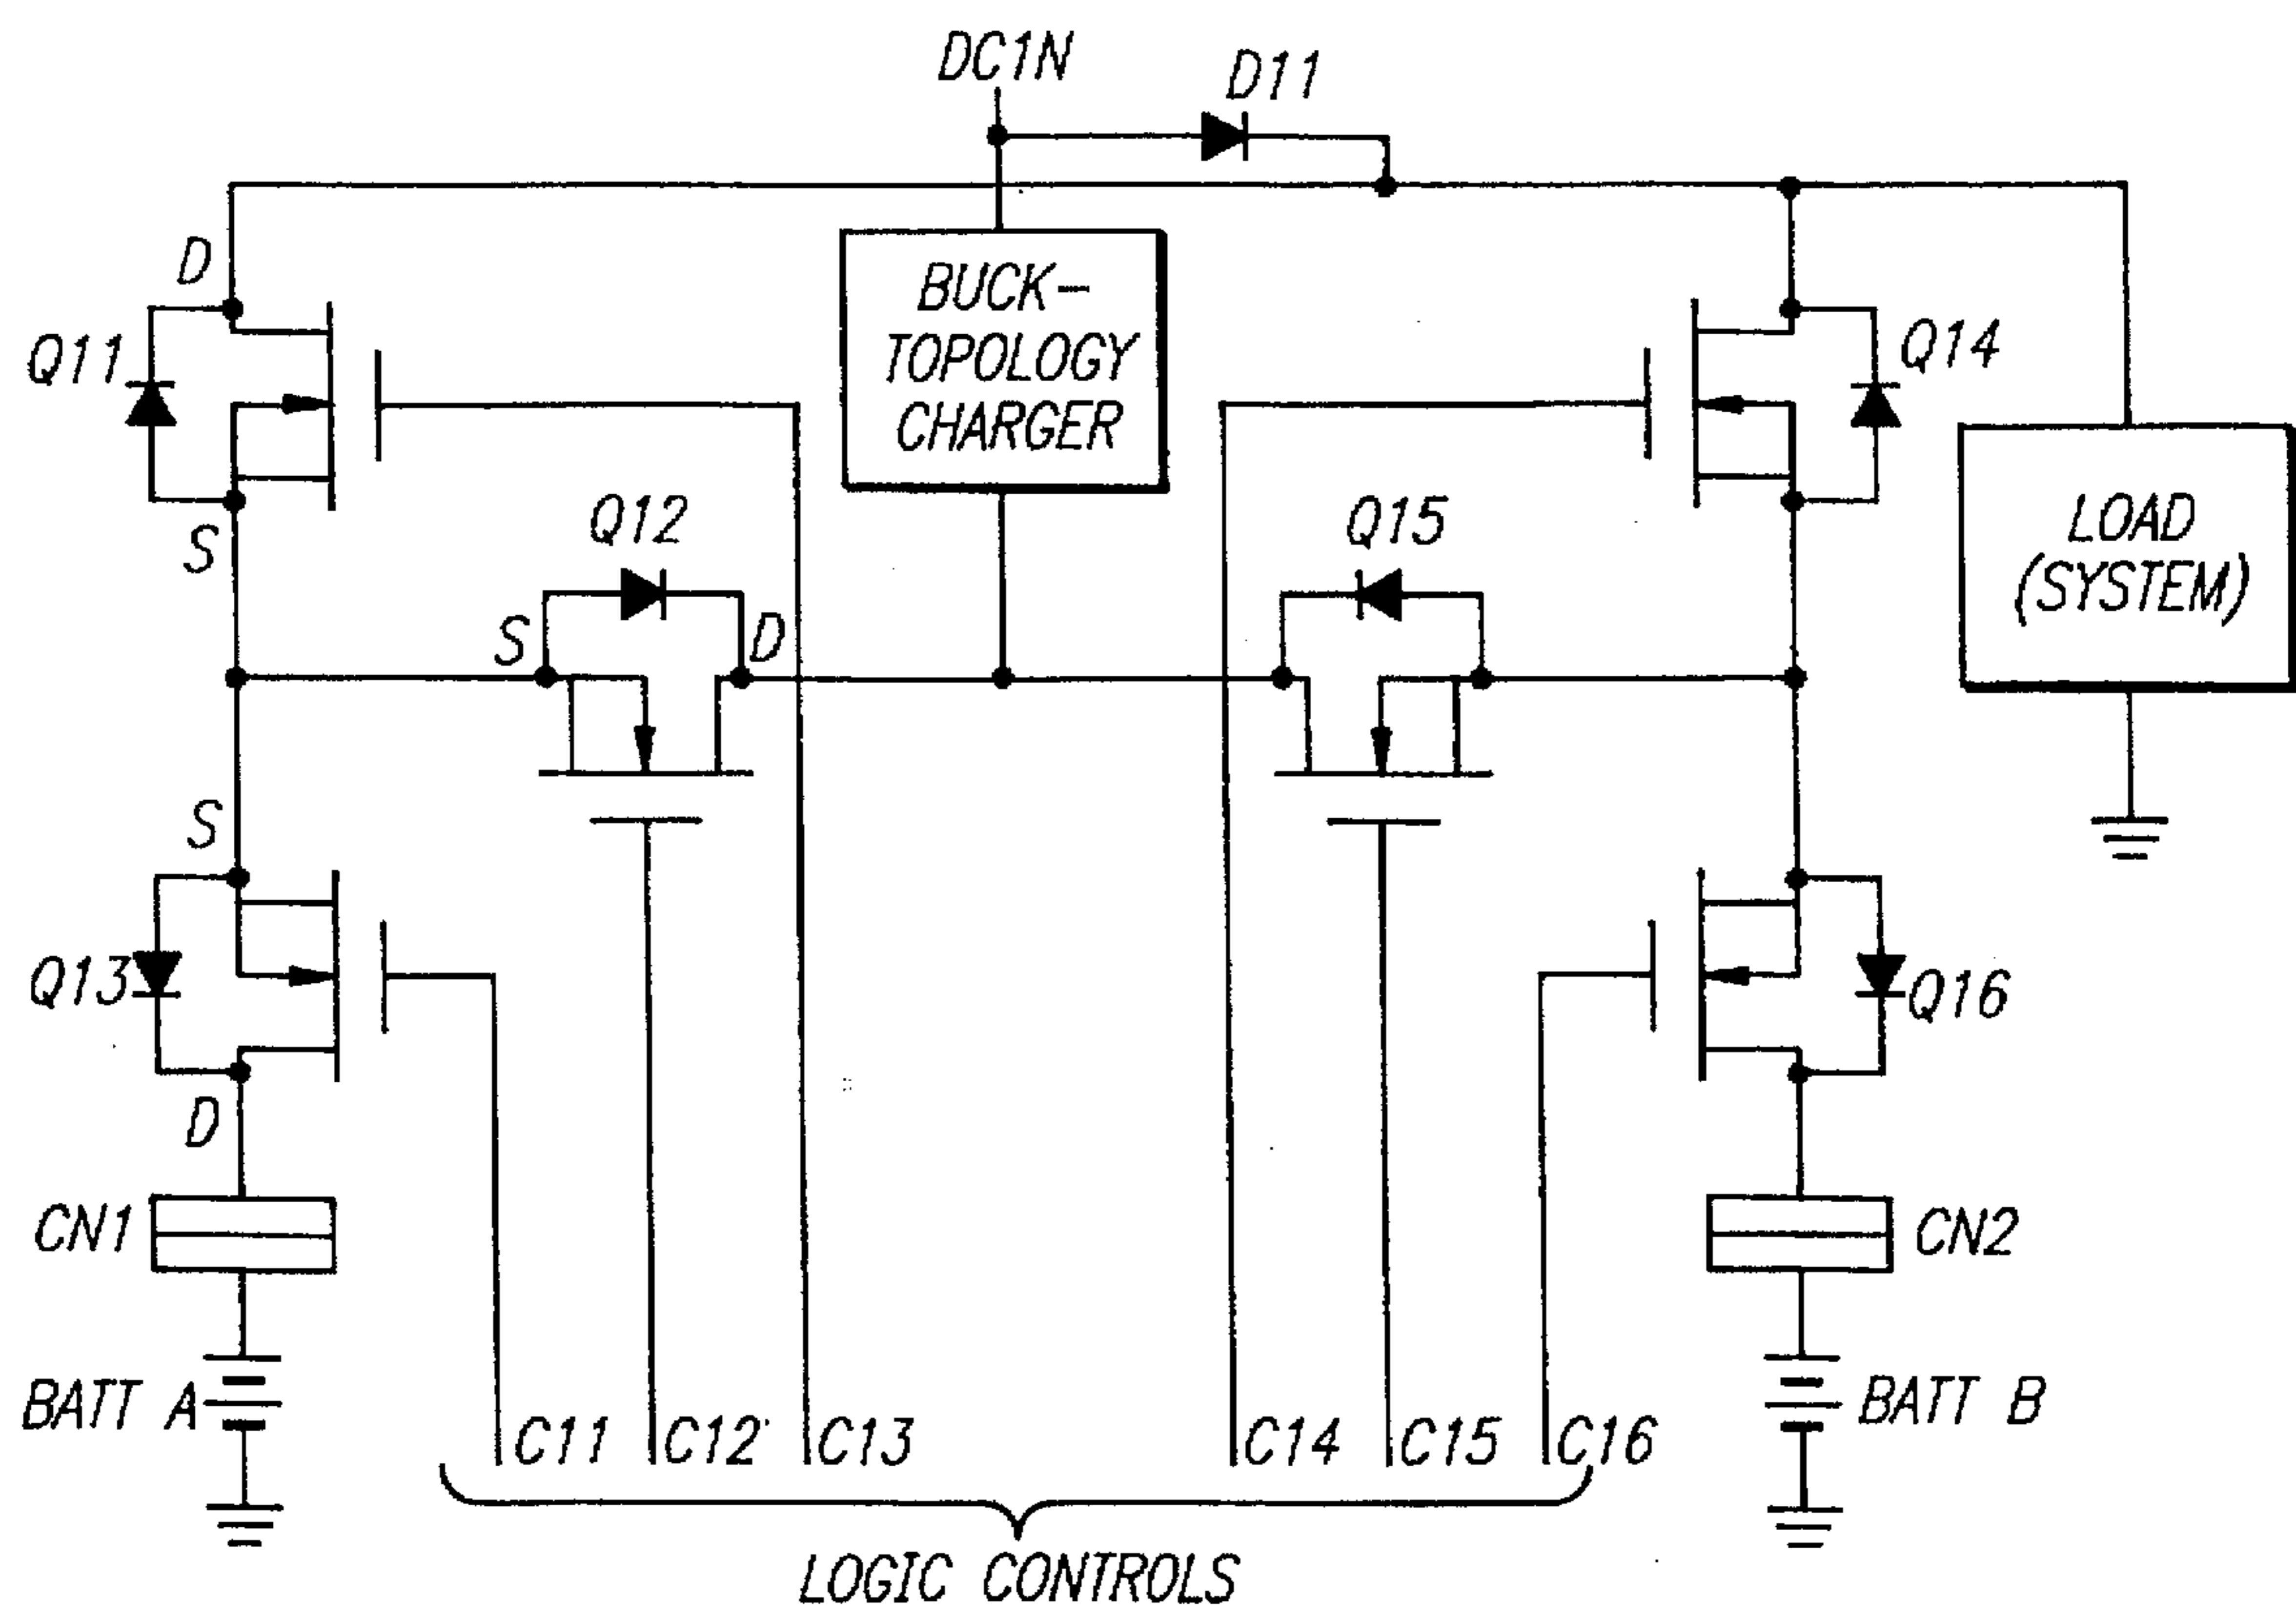 DC1N
D11
D
BUCK-
TOPOLOGY
CHARGER
Q11
Q14
LOAD
(SYSTEM)
S
Q12
Q15
S
D
S
Q13
Q16
D
CN1
CN2
BATT A
BATT B
C11
C12
C13
C14
C15
C16
LOGIC CONTROLS